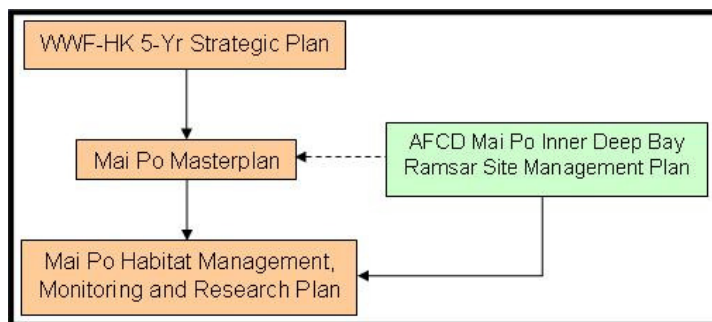 WWF-HK 5-Yr Strategic Plan
Mai Po Masterplan
AFCD Mai Po Inner Deep Bay
Ramsar Site Management Plan
Mai Po Habitat Management,
Monitoring and Research Plan